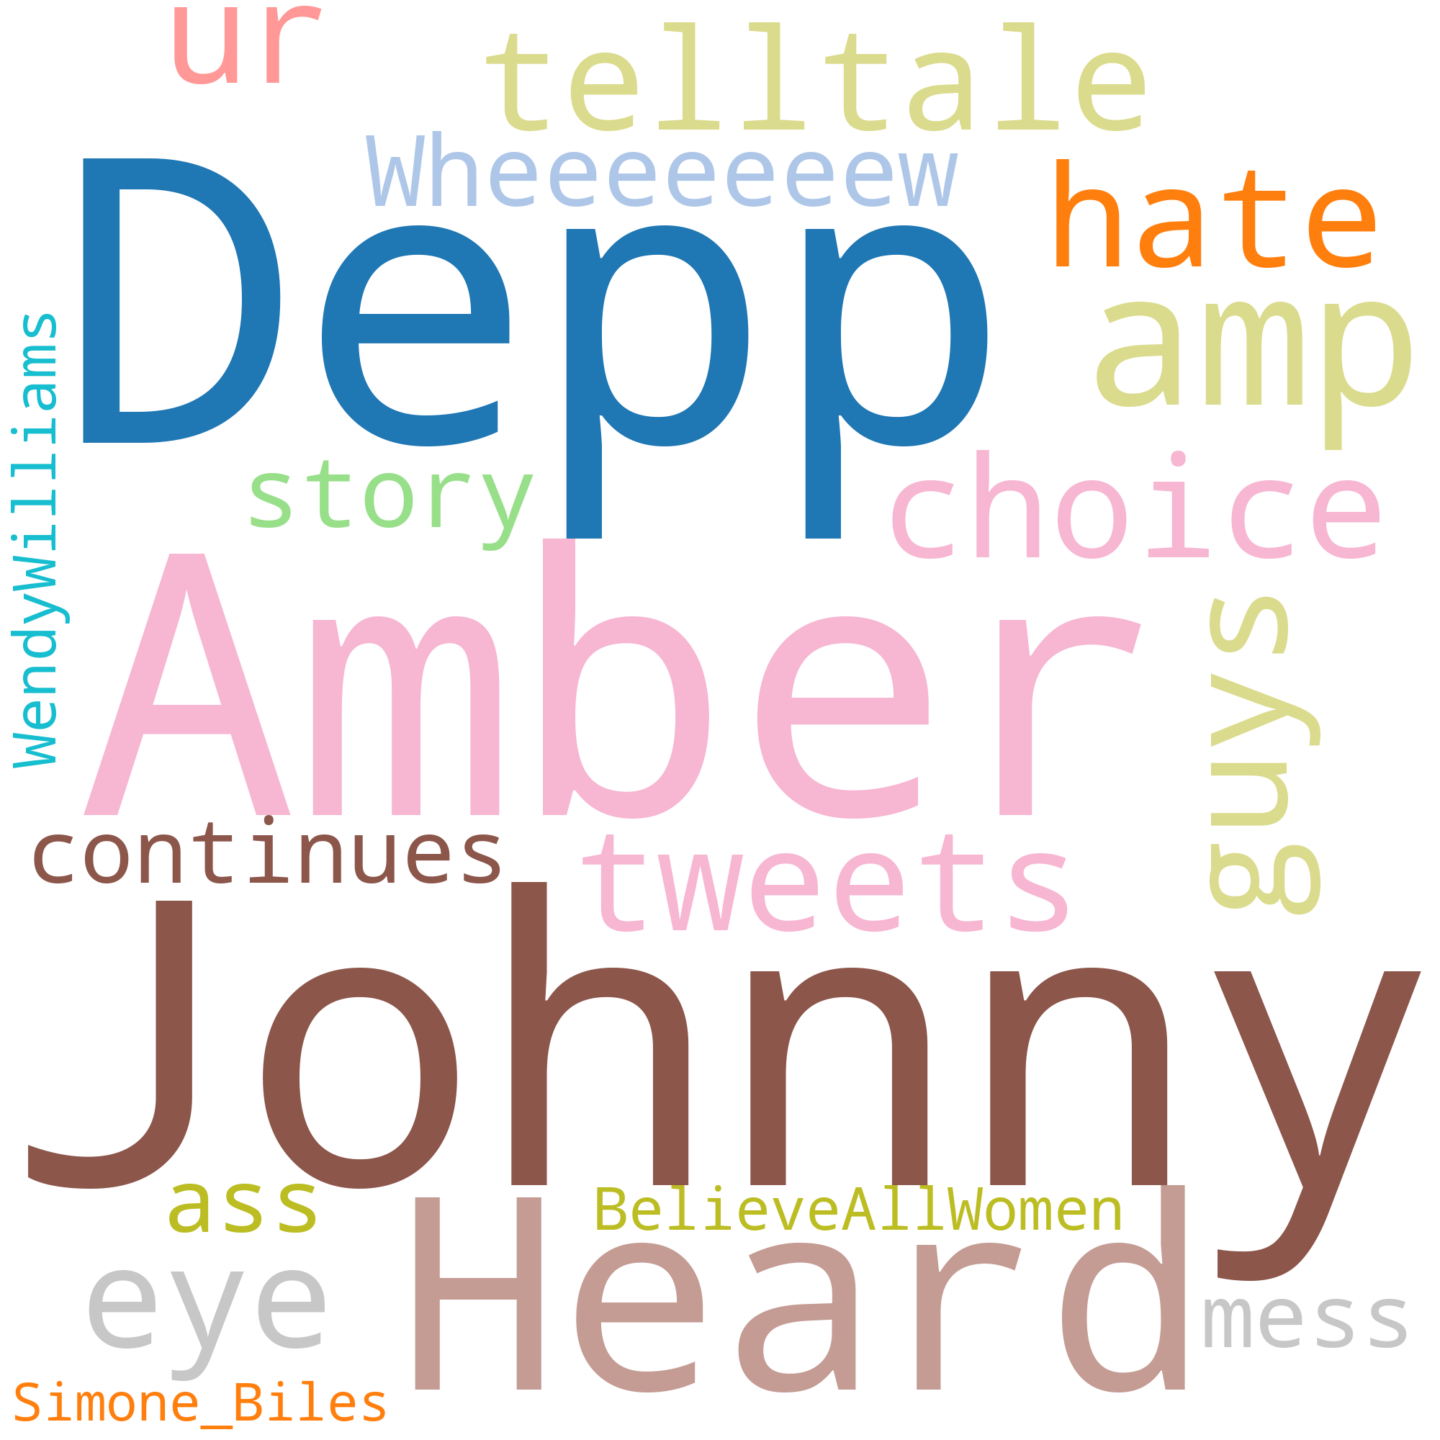 ur
telltale
Wheeeeeeew
hate
Depp
amp
WendyWilliams
story
choice
Amber
guys
continues
tweets
Johnny
ass
BelieveAllWomen
Heard
eye
mess
Simone_Biles